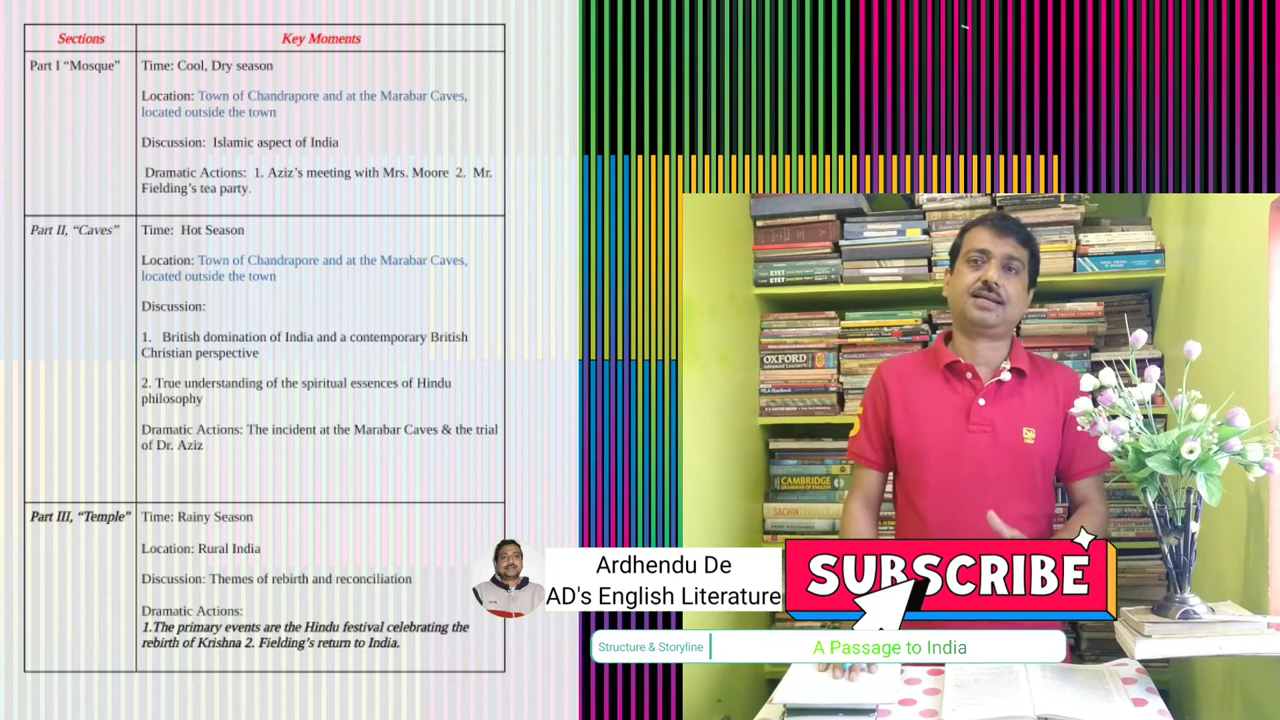 Sections
Key Moments
Part I “Mosque”
Time: Cool, Dry season
Location: Town of Chandrapore and at the Marabar Caves,
located outside the town
Discussion:  Islamic aspect of India
Dramatic Actions:  1. Aziz’s meeting with Mrs. Moore  2.  Mr.
Fielding’s tea party.
Part II, “Caves”
Time:  Hot Season
Location: Town of Chandrapore and at the Marabar Caves,
located outside the town
Discussion:
1.  British domination of India and a contemporary British
Christian perspective
2. True understanding of the spiritual essences of Hindu
philosophy
Dramatic Actions: The incident at the Marabar Caves & the trial
of Dr. Aziz
Part III, “Temple”
Time: Rainy Season
Location: Rural India
Discussion: Themes of rebirth and reconciliation
Dramatic Actions:
1.The primary events are the Hindu festival celebrating the
rebirth of Krishna 2. Fielding’s return to India.
CTET
CTET
OXFORD
Advanced Learner's
CAMBRIDGE
GRAMMAR OF ENGLISH
Ardhendu De
AD's English Literature
SUBSCRIBE
Structure & Storyline
A Passage to India